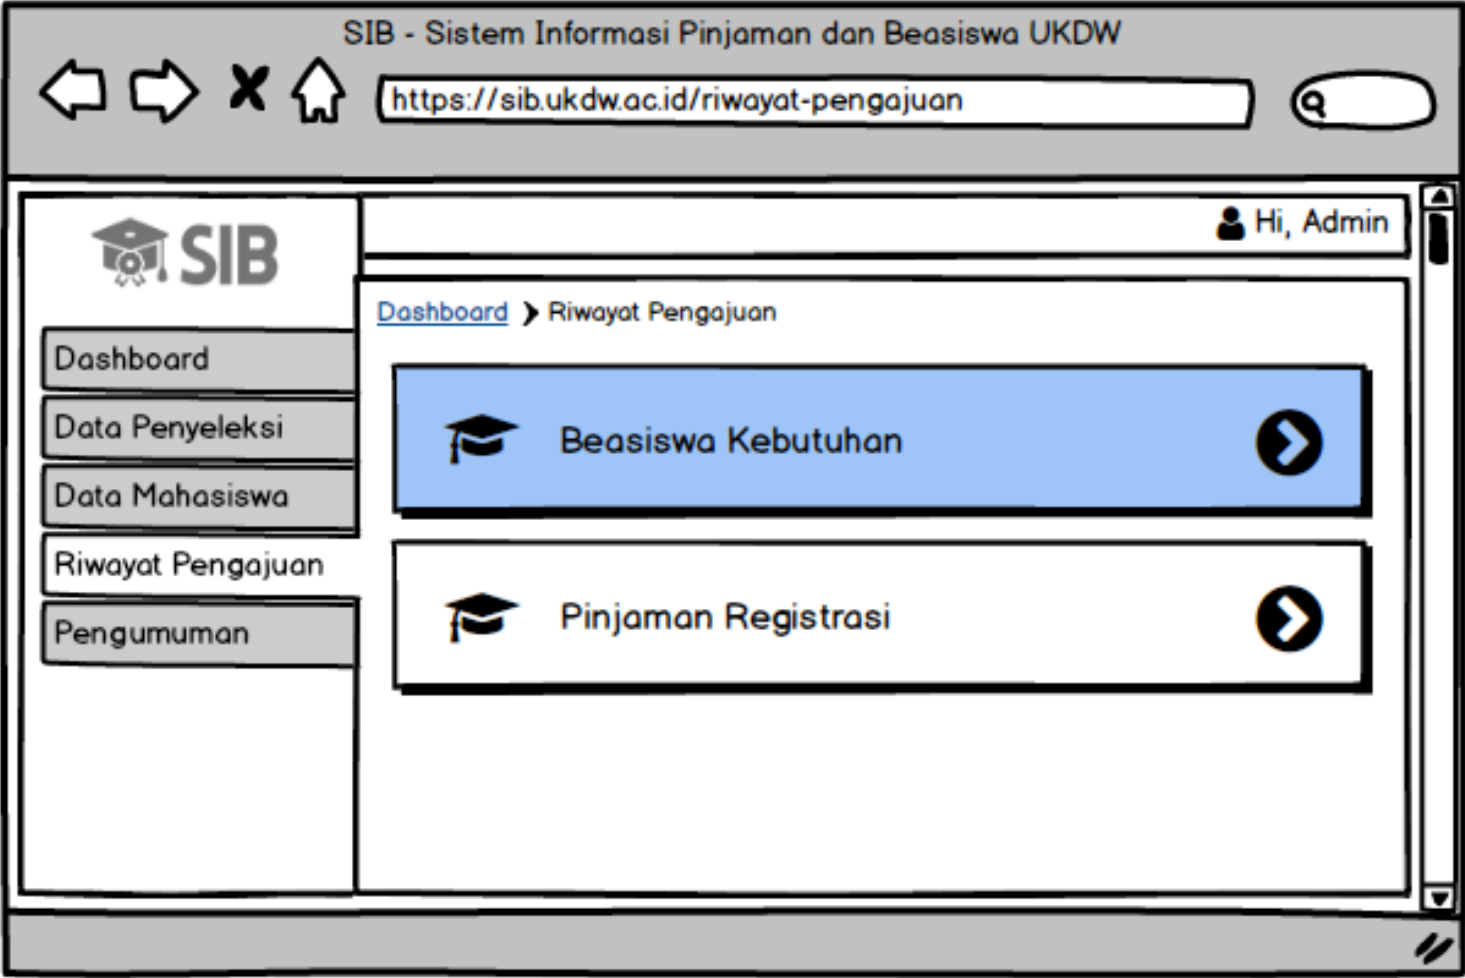 SIB - Sistem Informasi Pinjaman dan Beasiswa UKDW
https://sib.ukdw.ac.id/riwayat-pengajuan
SIB
Hi, Admin
Dashboard
Data Penyeleksi
Data Mahasiswa
Riwayat Pengajuan
Pengumuman
Dashboard Riwayat Pengajuan
Beasiswa Kebutuhan
Pinjaman Registrasi